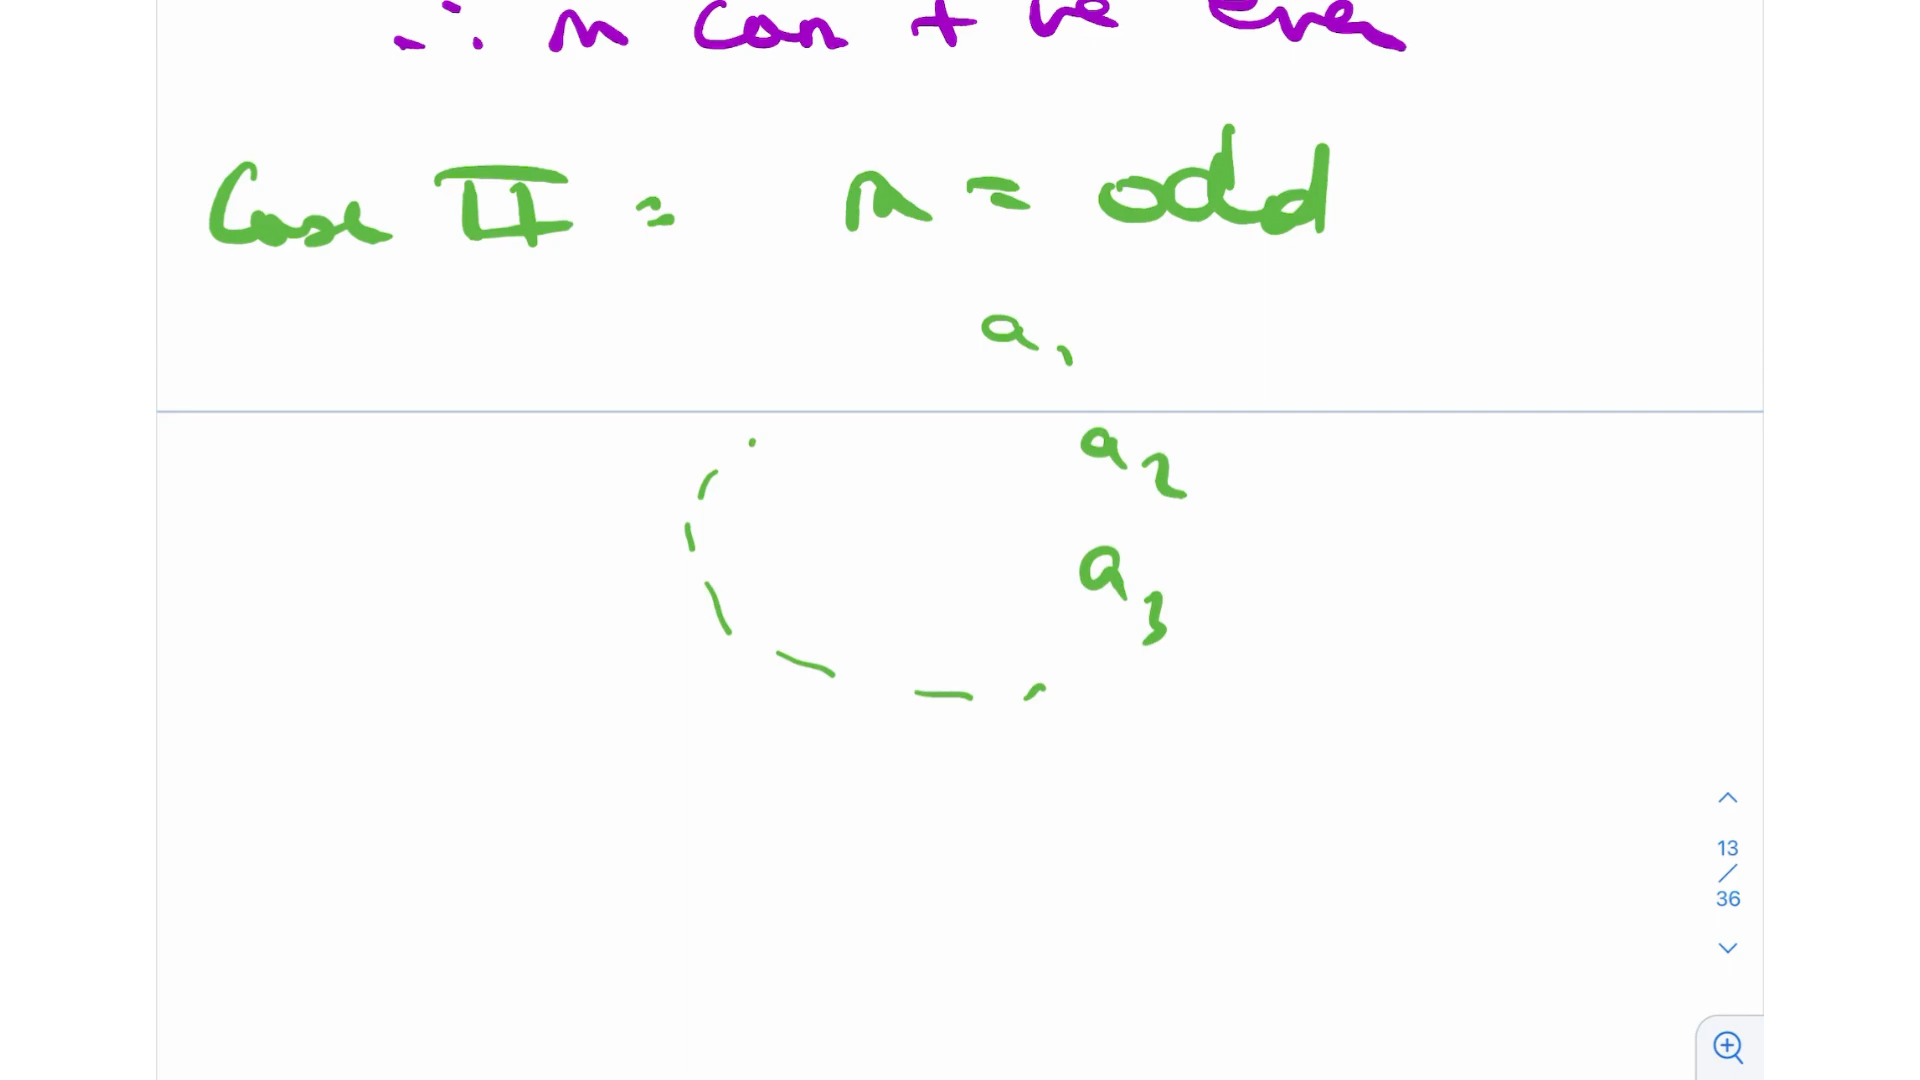 ∴ n can t be even
Case II = n = odd
a1
a2
a3
13
/
36